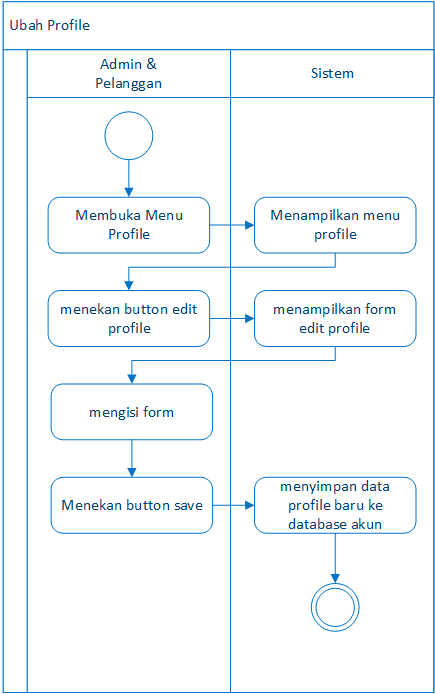 Ubah Profile
Admin &
Pelanggan
Sistem
Membuka Menu
Profile
Menampilkan menu
profile
menekan button edit
profile
menampilkan form
edit profile
mengisi form
Menekan button save
menyimpan data
profile baru ke
database akun